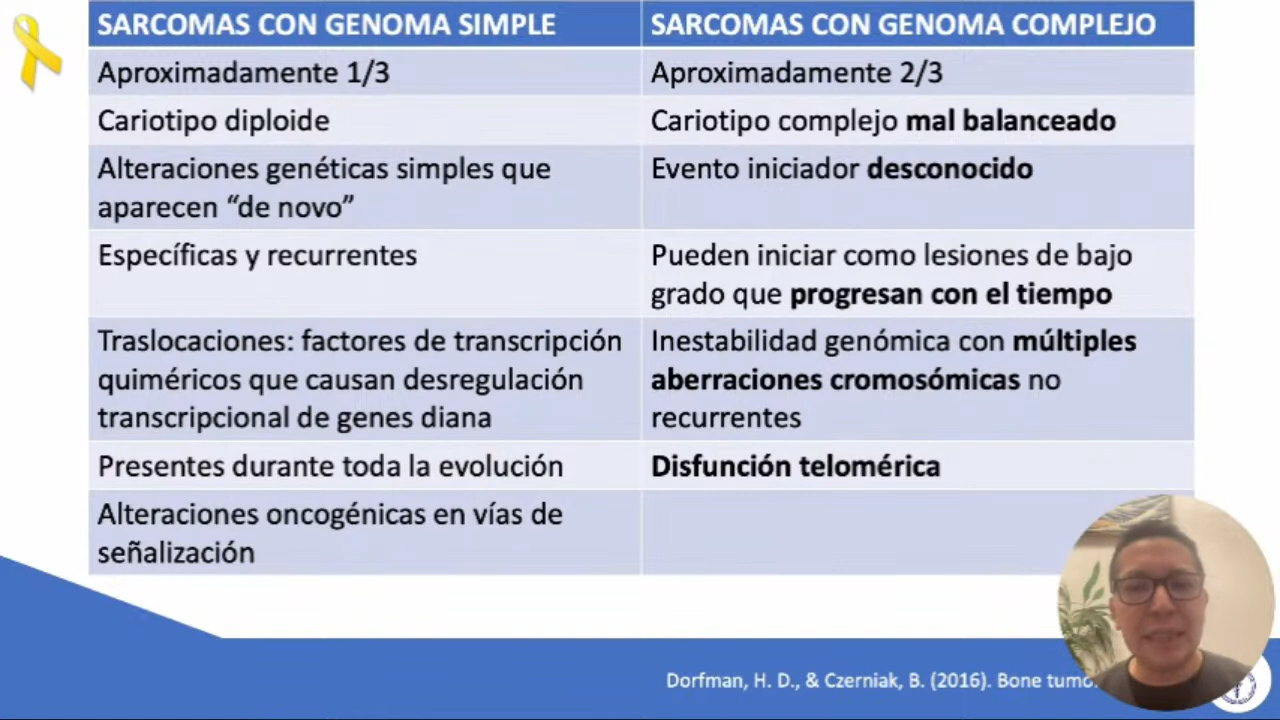 SARCOMAS CON GENOMA SIMPLE
SARCOMAS CON GENOMA COMPLEJO
Aproximadamente 1/3
Aproximadamente 2/3
Cariotipo diploide
Cariotipo complejo mal balanceado
Alteraciones genéticas simples que
aparecen “de novo”
Evento iniciador desconocido
Específicas y recurrentes
Pueden iniciar como lesiones de bajo
grado que progresan con el tiempo
Traslocaciones: factores de transcripción
quiméricos que causan desregulación
transcripcional de genes diana
Inestabilidad genómica con múltiples
aberraciones cromosómicas no
recurrentes
Presentes durante toda la evolución
Disfunción telomérica
Alteraciones oncogénicas en vías de
señalización
Dorfman, H. D., & Czerniak, B. (2016). Bone